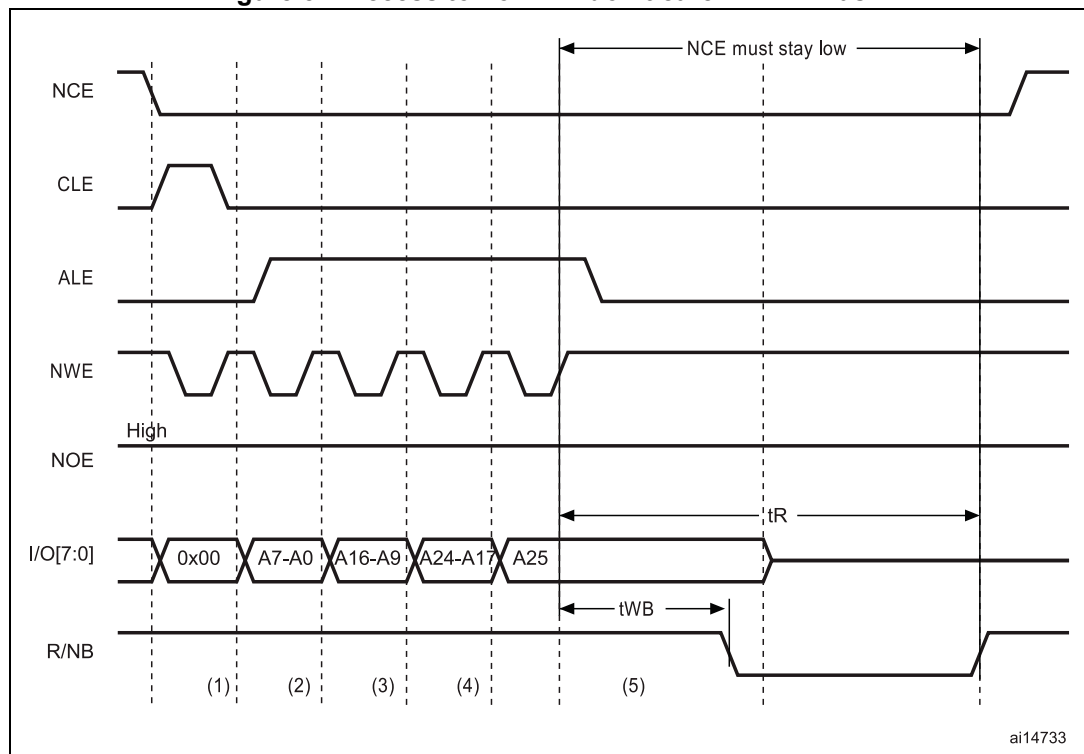 NCE must stay low
NCE
CLE
ALE
NWE
High
NOE
tR
I/O[7:0]
0x00
A7-A0
A16-A9
A24-A17
A25
tWB
R/NB
(1)
(2)
(3)
(4)
(5)
ai14733